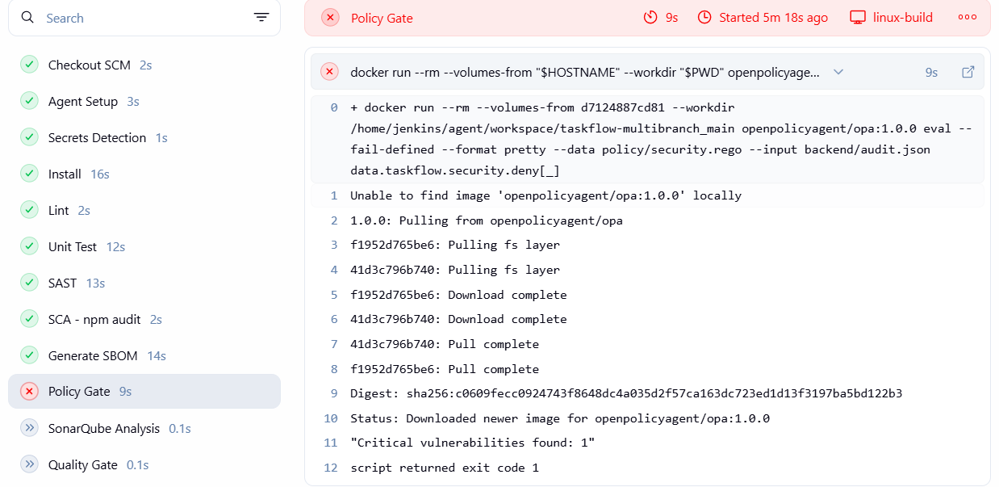 Search
Checkout SCM 2s
Agent Setup 3s
Secrets Detection 1s
Install 16s
Lint 2s
Unit Test 12s
SAST 13s
SCA - npm audit 2s
Generate SBOM 14s
Policy Gate 9s
SonarQube Analysis 0.1s
Quality Gate 0.1s
Policy Gate 9s Started 5m 18s ago linux-build
docker run --rm --volumes-from "$HOSTNAME" --workdir "$PWD" openpolicyage... 9s
0 + docker run --rm --volumes-from d7124887cd81 --workdir
/home/jenkins/agent/workspace/taskflow-multibranch_main openpolicyagent/opa:1.0.0 eval --
fail-defined --format pretty --data policy/security.rego --input backend/audit.json
data.taskflow.security.deny[_]
1 Unable to find image 'openpolicyagent/opa:1.0.0' locally
2 1.0.0: Pulling from openpolicyagent/opa
3 f1952d765be6: Pulling fs layer
4 41d3c796b740: Pulling fs layer
5 f1952d765be6: Download complete
6 41d3c796b740: Download complete
7 41d3c796b740: Pull complete
8 f1952d765be6: Pull complete
9 Digest: sha256:c0609fecc0924743f8648dc4a035d2f57ca163dc723ed1d13f3197ba5bd122b3
10 Status: Downloaded newer image for openpolicyagent/opa:1.0.0
11 "Critical vulnerabilities found: 1"
12 script returned exit code 1